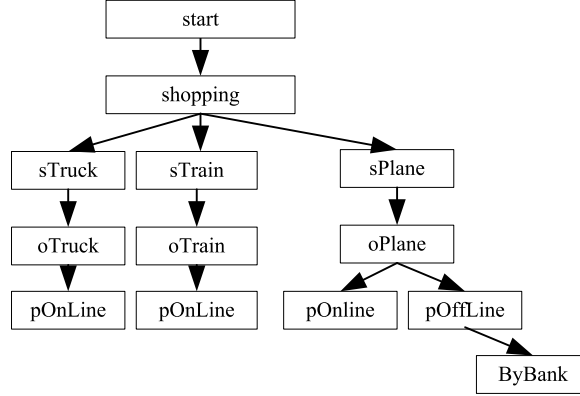 start
shopping
sTruck sTrain sPlane
oTruck oTrain oPlane
pOnLine pOnLine pOnline pOffLine
ByBank